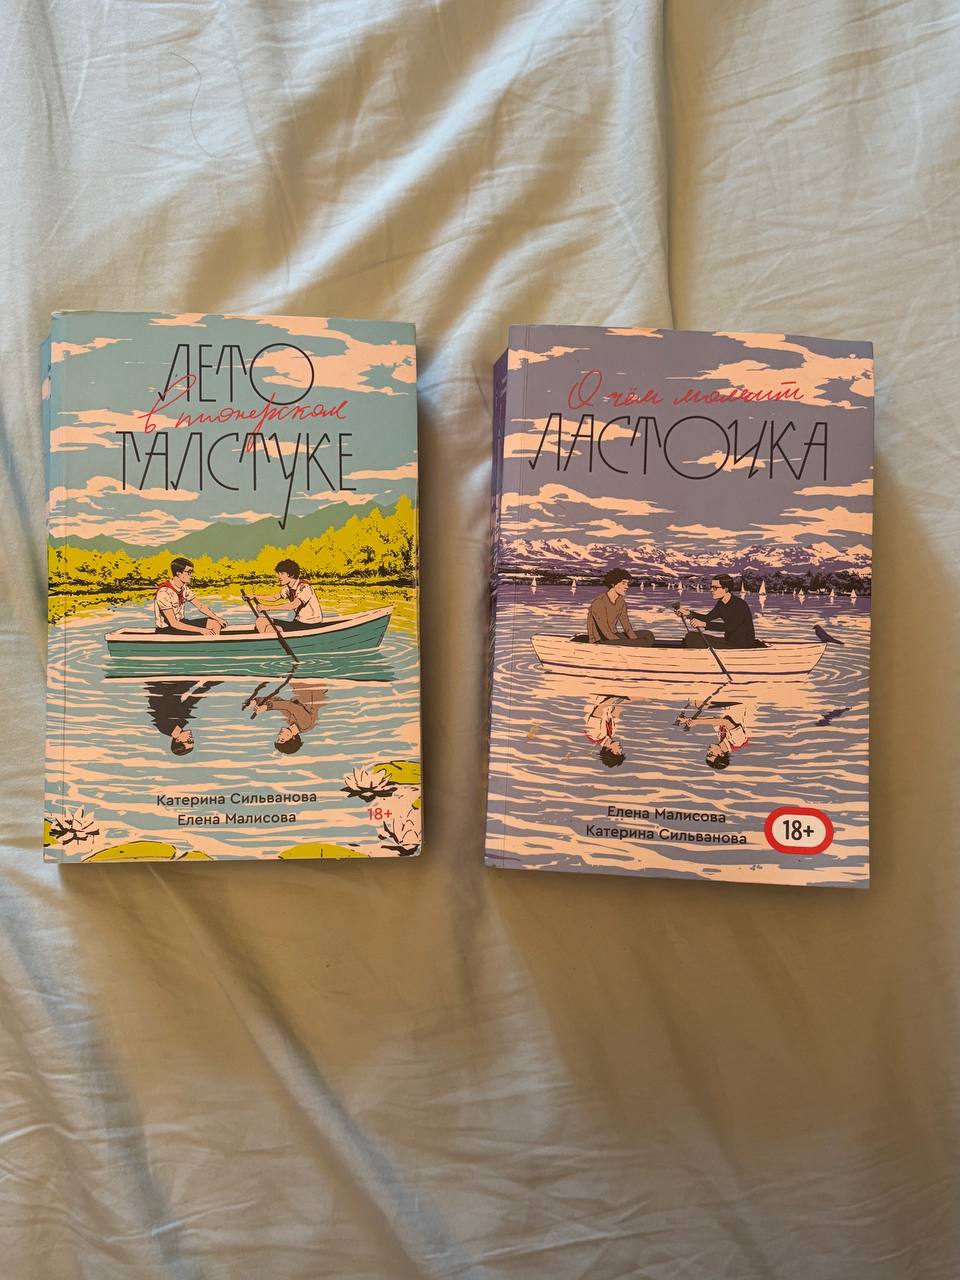 ЛЕТО
в пионерском
ГАЛСТУКЕ
Катерина Сильванова
Елена Малисова
18+
О чём молчит
ЛАСТОЧКА
Елена Малисова
Катерина Сильванова
18+